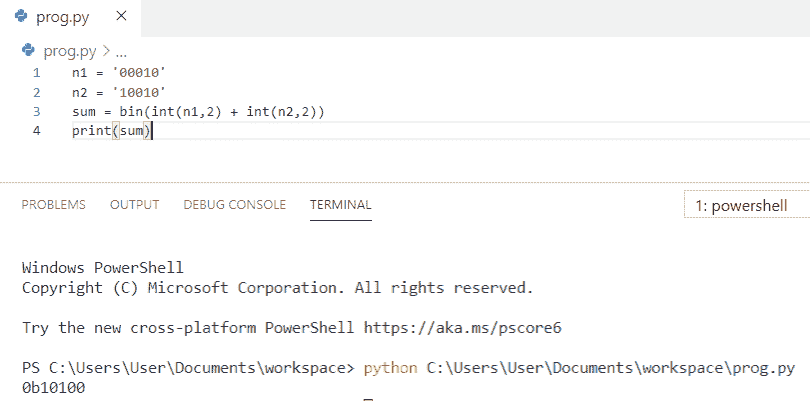 prog.py
prog.py > ...
1 n1 = '00010'
2 n2 = '10010'
3 sum = bin(int(n1,2) + int(n2,2))
4 print(sum)
PROBLEMS OUTPUT DEBUG CONSOLE TERMINAL 1: powershell
Windows PowerShell
Copyright (C) Microsoft Corporation. All rights reserved.
Try the new cross-platform PowerShell https://aka.ms/pscore6
PS C:\Users\User\Documents\workspace> python C:\Users\User\Documents\workspace\prog.py
0b10100